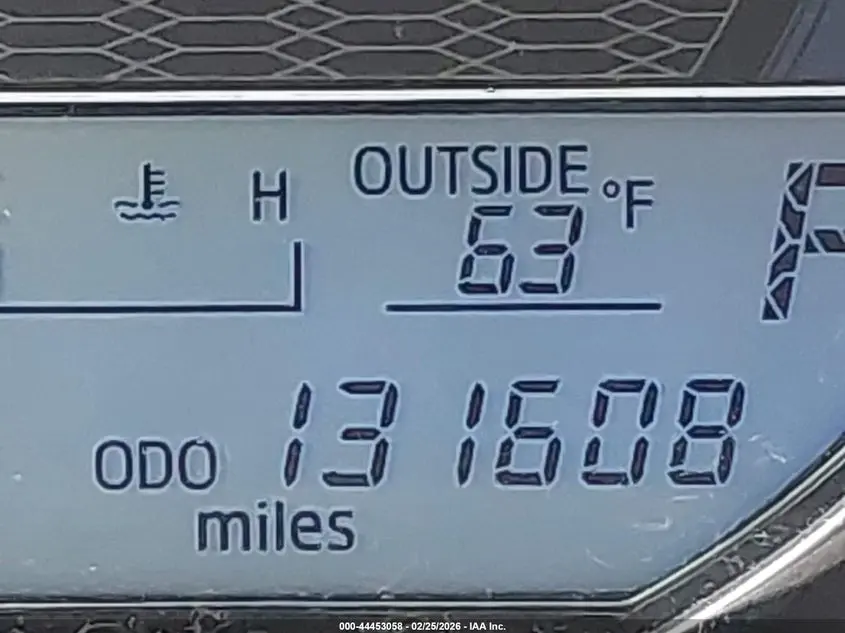 OUTSIDE
H
63 °F
P
ODO 131608
miles
000-44453058 - 02/25/2026 - IAA Inc.